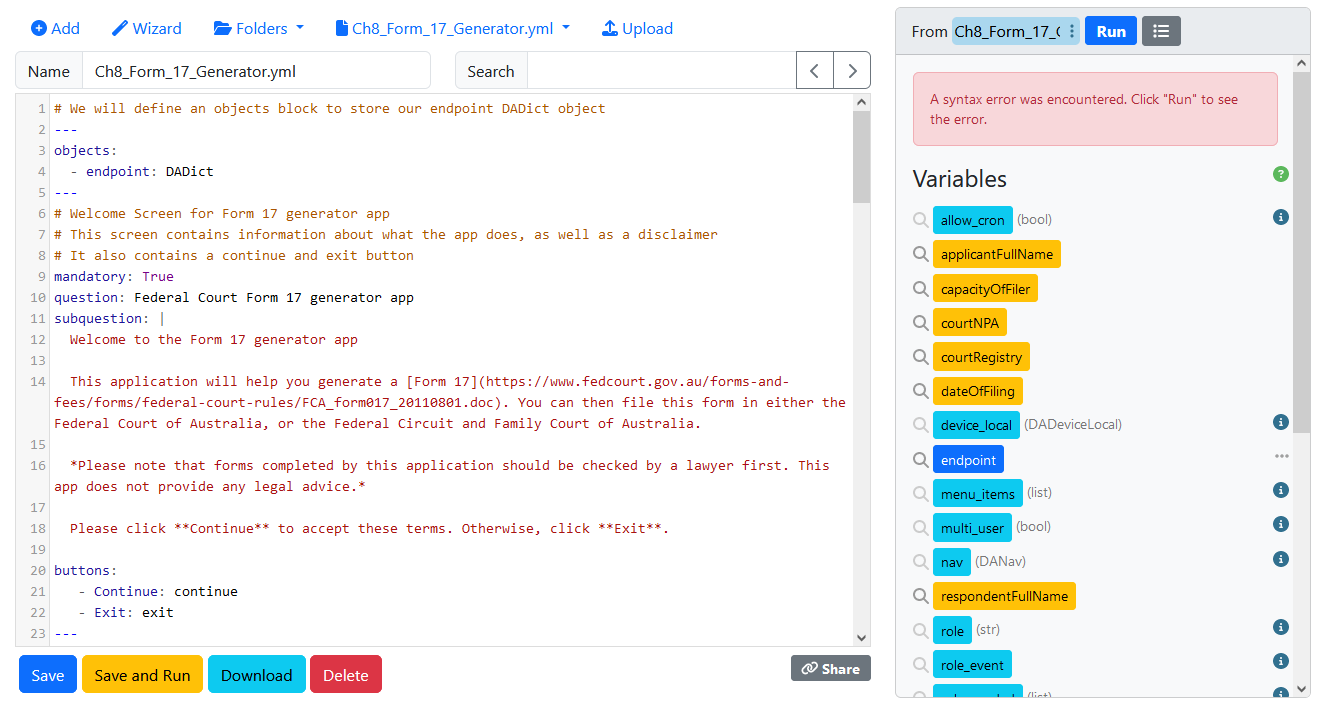 Add Wizard Folders Ch8_Form_17_Generator.yml Upload
Name Ch8_Form_17_Generator.yml Search
1 # We will define an objects block to store our endpoint DADict object
2 ---
3 objects:
4   - endpoint: DADict
5 ---
6 # Welcome Screen for Form 17 generator app
7 # This screen contains information about what the app does, as well as a disclaimer
8 # It also contains a continue and exit button
9 mandatory: True
10 question: Federal Court Form 17 generator app
11 subquestion: |
12   Welcome to the Form 17 generator app
13
14   This application will help you generate a [Form 17](https://www.fedcourt.gov.au/forms-and-
fees/forms/federal-court-rules/FCA_form017_20110801.doc). You can then file this form in either the
Federal Court of Australia, or the Federal Circuit and Family Court of Australia.
15
16   *Please note that forms completed by this application should be checked by a lawyer first. This
app does not provide any legal advice.*
17
18   Please click **Continue** to accept these terms. Otherwise, click **Exit**.
19
20 buttons:
21    - Continue: continue
22    - Exit: exit
23 ---
Save Save and Run Download Delete Share
From Ch8_Form_17_ Run
A syntax error was encountered. Click "Run" to see
the error.
Variables ?
allow_cron (bool) i
applicantFullName
capacityOfFiler
courtNPA
courtRegistry
dateOfFiling
device_local (DADeviceLocal) i
endpoint ...
menu_items (list) i
multi_user (bool) i
nav (DANav) i
respondentFullName
role (str) i
role_event i